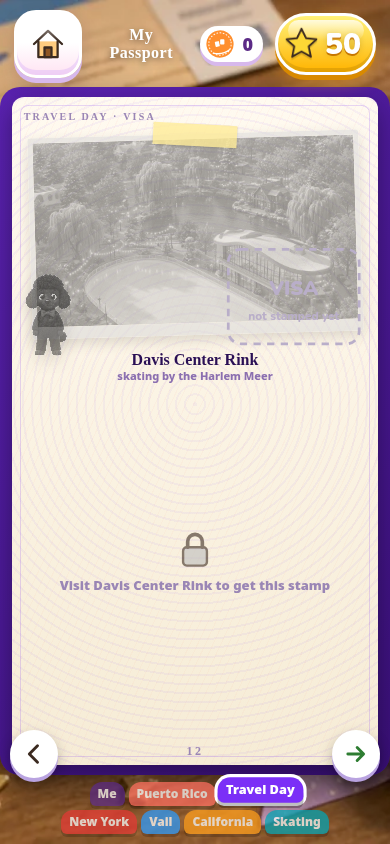 My
Passport
0
50
TRAVEL DAY · VISA
VISA
not stamped yet
Davis Center Rink
skating by the Harlem Meer
Visit Davis Center Rink to get this stamp
12
Me
Puerto Rico
Travel Day
New York
Vail
California
Skating